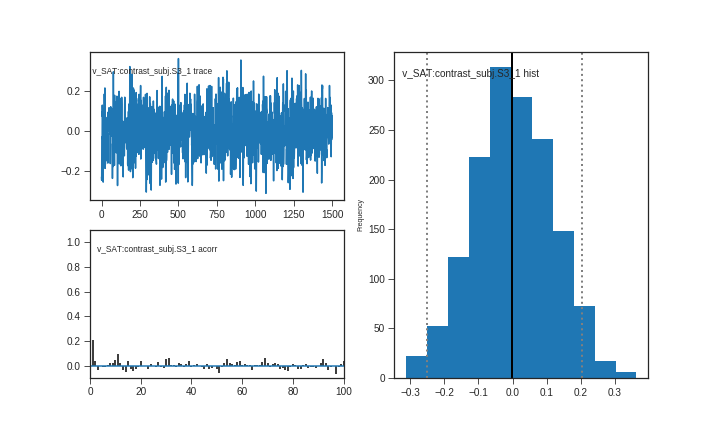 v_SAT:contrast_subj.S3_1 trace
0.2
0.0
−0.2
0 250 500 750 1000 1250 1500
v_SAT:contrast_subj.S3_1 acorr
1.0
0.8
0.6
0.4
0.2
0.0
0 20 40 60 80 100
v_SAT:contrast_subj.S3_1 hist
Frequency
300
250
200
150
100
50
0
−0.3 −0.2 −0.1 0.0 0.1 0.2 0.3